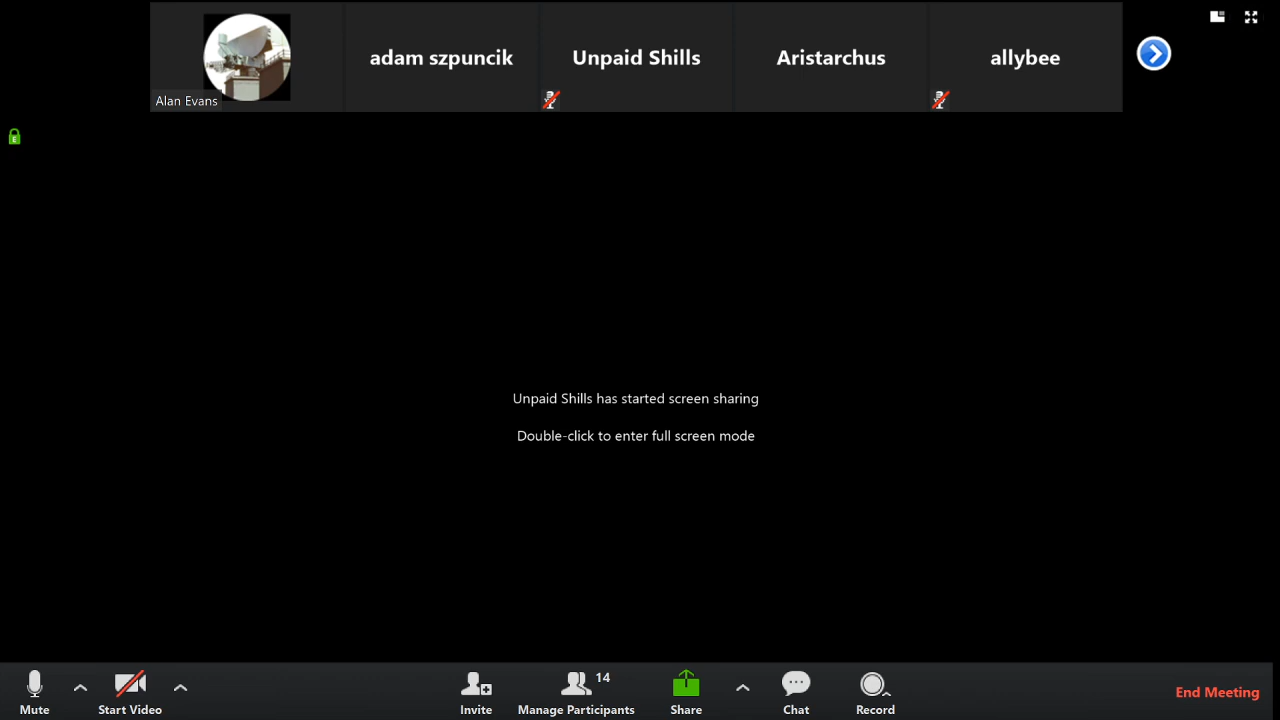 Alan Evans
adam szpuncik
Unpaid Shills
Aristarchus
allybee
E
Unpaid Shills has started screen sharing
Double-click to enter full screen mode
Mute
Start Video
Invite
14
Manage Participants
Share
Chat
Record
End Meeting